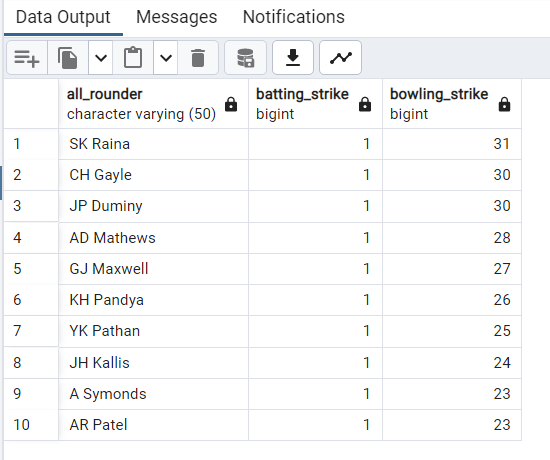 Data Output Messages Notifications
all_rounder batting_strike bowling_strike
character varying (50) bigint bigint
1 SK Raina 1 31
2 CH Gayle 1 30
3 JP Duminy 1 30
4 AD Mathews 1 28
5 GJ Maxwell 1 27
6 KH Pandya 1 26
7 YK Pathan 1 25
8 JH Kallis 1 24
9 A Symonds 1 23
10 AR Patel 1 23